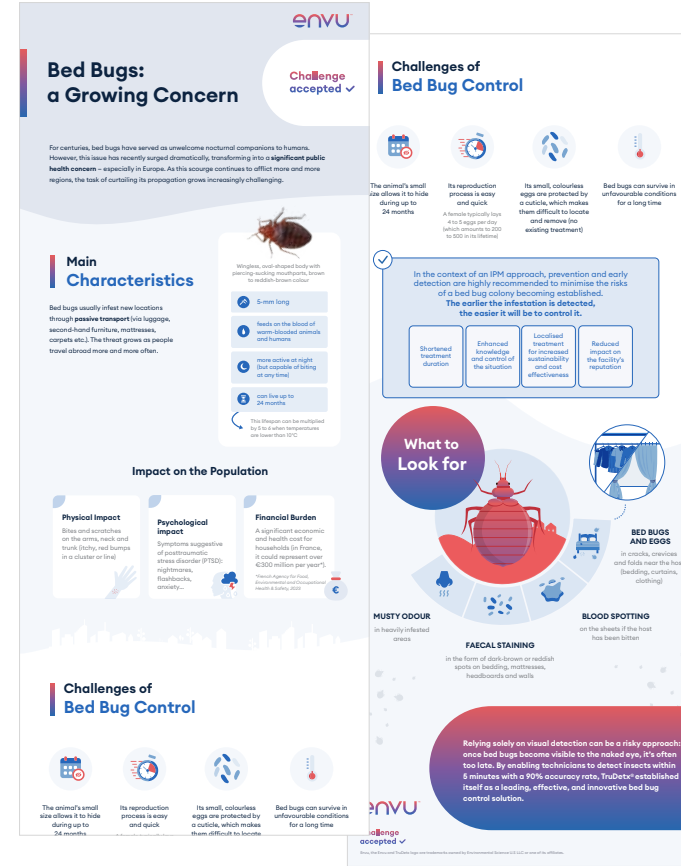 envu
Challenge
accepted
Bed Bugs:
a Growing Concern
For centuries, bed bugs have served as unwelcome nocturnal companions to humans.
However, this issue has recently surged dramatically, transforming into a significant public
health concern – especially in Europe. As this scourge continues to afflict more and more
regions, the task of curtailing its propagation grows increasingly challenging.
Main
Characteristics
Bed bugs usually infest new locations
through passive transport (via luggage,
second-hand furniture, mattresses,
carpets etc.). The threat grows as people
travel abroad more and more often.
Wingless, oval-shaped body with
piercing-sucking mouthparts, brown
to reddish-brown colour
5-mm long
feeds on the blood of
warm-blooded animals
and humans
more active at night
(but capable of biting
at any time)
can live up to
24 months
This lifespan can be multiplied
by 5 to 6 when temperatures
are lower than 10°C
Impact on the Population
Physical Impact
Bites and scratches
on the arms, neck and
trunk (itchy, red bumps
in a cluster or line)
Psychological
impact
Symptoms suggestive
of posttraumatic
stress disorder (PTSD):
nightmares,
flashbacks,
anxiety...
Financial Burden
A significant economic
and health cost for
households (in France,
it could represent over
€300 million per year*).
*French Agency for Food,
Environmental and Occupational
Health & Safety, 2023
€
Challenges of
Bed Bug Control
The animal's small
size allows it to hide
during up to
24 months
Its reproduction
process is easy
and quick
Its small, colourless
eggs are protected by
a cuticle, which makes
them difficult to locate
Bed bugs can survive in
unfavourable conditions
for a long time
Challenges of
Bed Bug Control
The animal's small
size allows it to hide
during up to
24 months
Its reproduction
process is easy
and quick
A female typically lays
4 to 5 eggs per day
(which amounts to 200
to 500 in its lifetime)
Its small, colourless
eggs are protected by
a cuticle, which makes
them difficult to locate
and remove (no
existing treatment)
Bed bugs can survive in
unfavourable conditions
for a long time
In the context of an IPM approach, prevention and early
detection are highly recommended to minimise the risks
of a bed bug colony becoming established.
The earlier the infestation is detected,
the easier it will be to control it.
Shortened
treatment
duration
Enhanced
knowledge
and control of
the situation
Localised
treatment
for increased
sustainability
and cost
effectiveness
Reduced
impact on
the facility's
reputation
What to
Look for
BED BUGS
AND EGGS
in cracks, crevices
and folds near the hos
(bedding, curtains,
clothing)
BLOOD SPOTTING
on the sheets if the host
has been bitten
MUSTY ODOUR
in heavily infested
areas
FAECAL STAINING
in the form of dark-brown or reddish
spots on bedding, mattresses,
headboards and walls
Relying solely on visual detection can be a risky approach:
once bed bugs become visible to the naked eye, it's often
too late. By enabling technicians to detect insects within
5 minutes with a 90% accuracy rate, TruDetx® established
itself as a leading, effective, and innovative bed bug
control solution.
envu
accepted